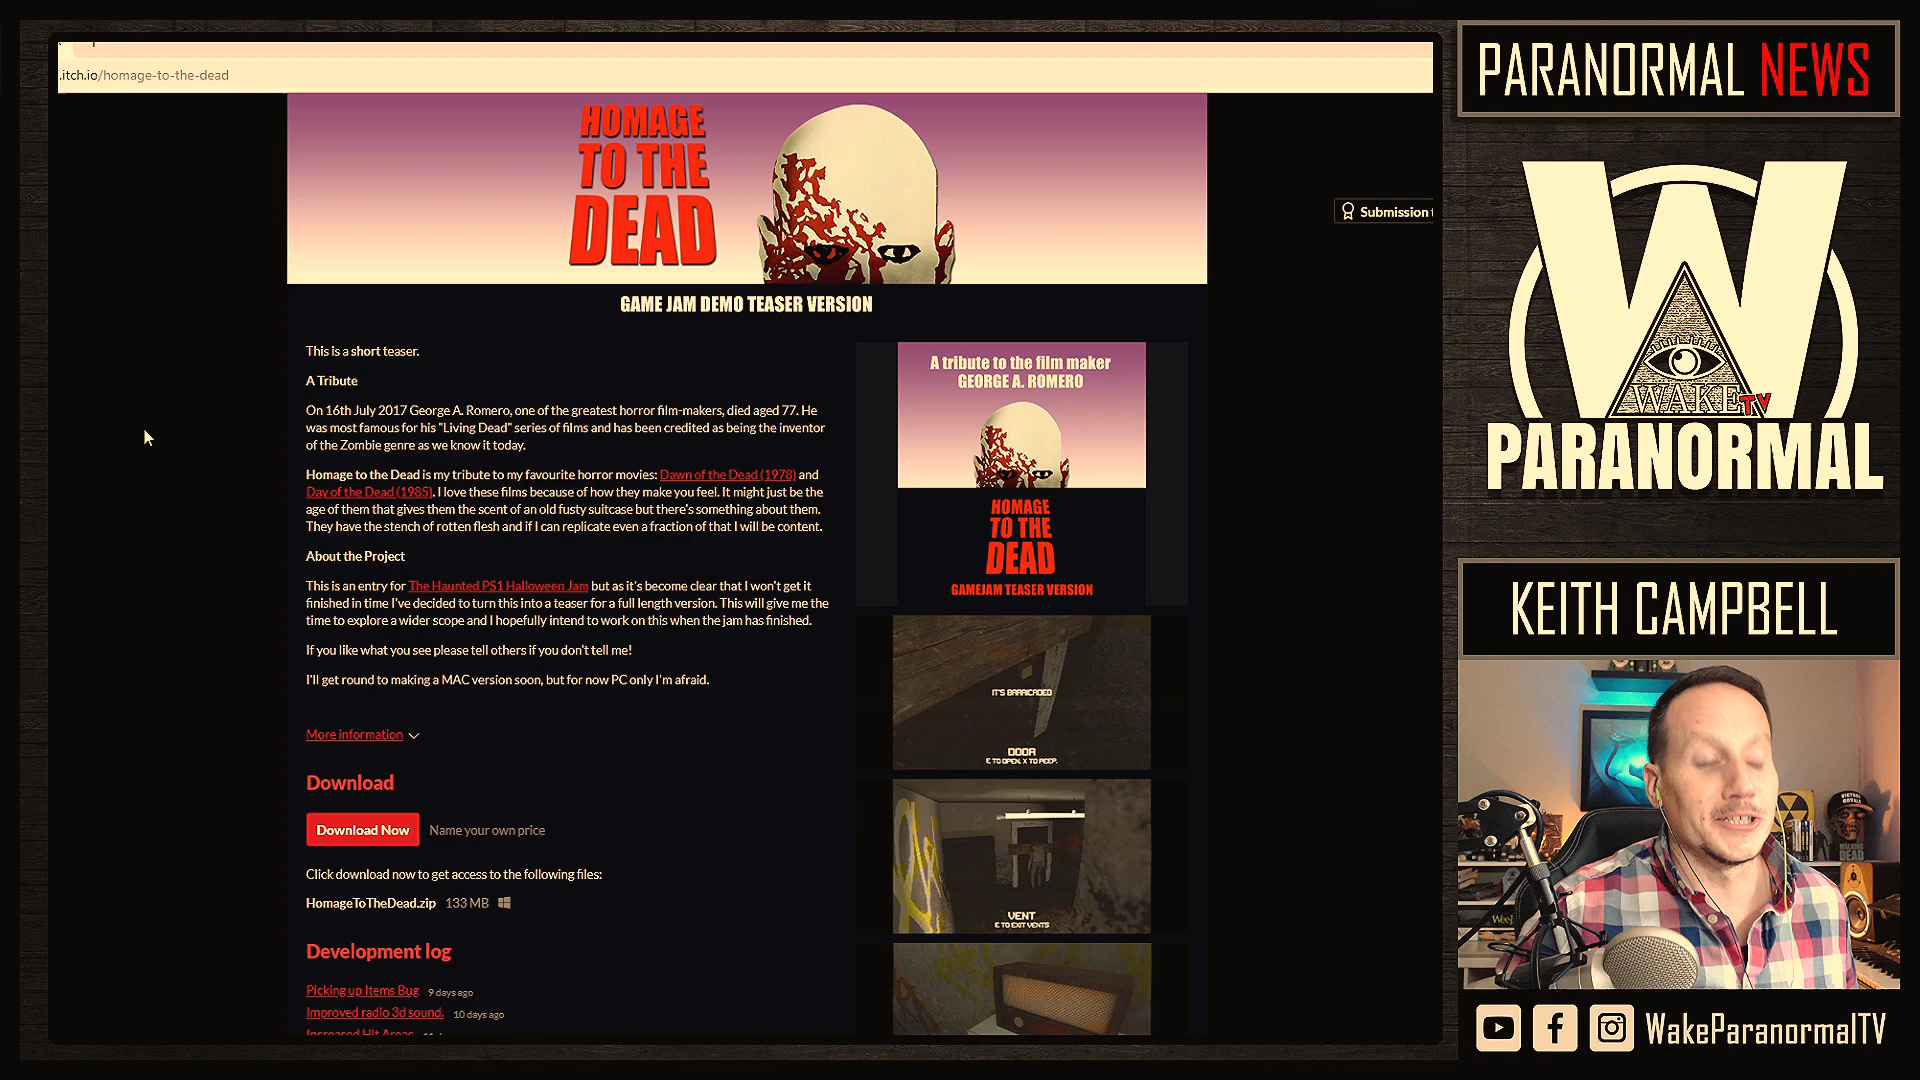 .itch.io/homage-to-the-dead
HOMAGE
TO THE
DEAD
Submission
GAME JAM DEMO TEASER VERSION
This is a short teaser.
A Tribute
On 16th July 2017 George A. Romero, one of the greatest horror film-makers, died aged 77. He
was most famous for his "Living Dead" series of films and has been credited as being the inventor
of the Zombie genre as we know it today.
Homage to the Dead is my tribute to my favourite horror movies: Dawn of the Dead (1978) and
Day of the Dead (1985). I love these films because of how they make you feel. It might just be the
age of them that gives them the scent of an old fusty suitcase but there's something about them.
They have the stench of rotten flesh and if I can replicate even a fraction of that I will be content.
About the Project
This is an entry for The Haunted PS1 Halloween Jam but as it's become clear that I won't get it
finished in time I've decided to turn this into a teaser for a full length version. This will give me the
time to explore a wider scope and I hopefully intend to work on this when the jam has finished.
If you like what you see please tell others if you don't tell me!
I'll get round to making a MAC version soon, but for now PC only I'm afraid.
More information
Download
Download Now Name your own price
Click download now to get access to the following files:
HomageToTheDead.zip 133 MB
Development log
Picking up Items Bug 9 days ago
Improved radio 3d sound. 10 days ago
Increased Hit Areas
A tribute to the film maker
GEORGE A. ROMERO
HOMAGE
TO THE
DEAD
GAMEJAM TEASER VERSION
IT'S BARRICADED
DOOR
E TO OPEN, X TO PEEP.
VENT
E TO EXIT VENTS
PARANORMAL NEWS
W
WAKE TV
PARANORMAL
KEITH CAMPBELL
WALKING
DEAD
WakeParanormalTV